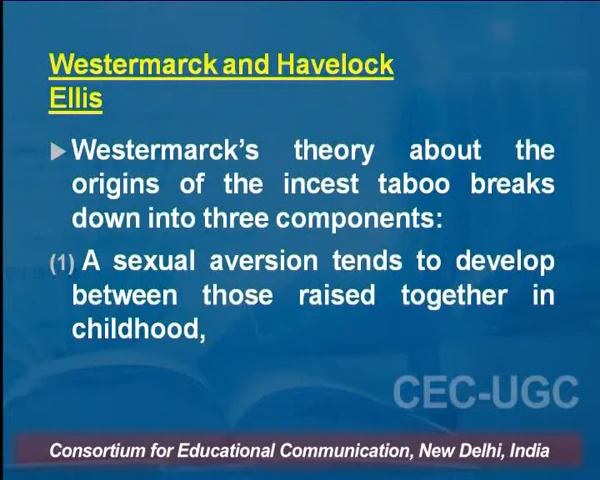 Westermarck and Havelock
Ellis
Westermarck's theory about the
origins of the incest taboo breaks
down into three components:
(1) A sexual aversion tends to develop
between those raised together in
childhood,
CEC-UGC
Consortium for Educational Communication, New Delhi, India